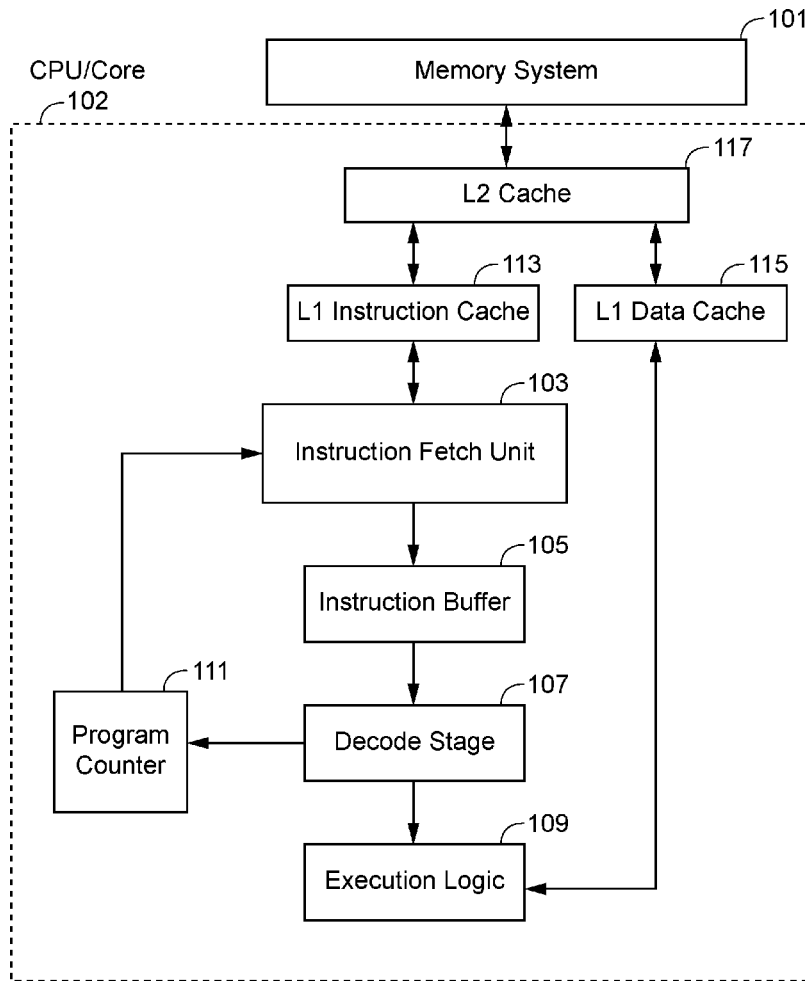 101
Memory System
CPU/Core
102
117
L2 Cache
113
L1 Instruction Cache
115
L1 Data Cache
103
Instruction Fetch Unit
105
Instruction Buffer
111
Program
Counter
107
Decode Stage
109
Execution Logic